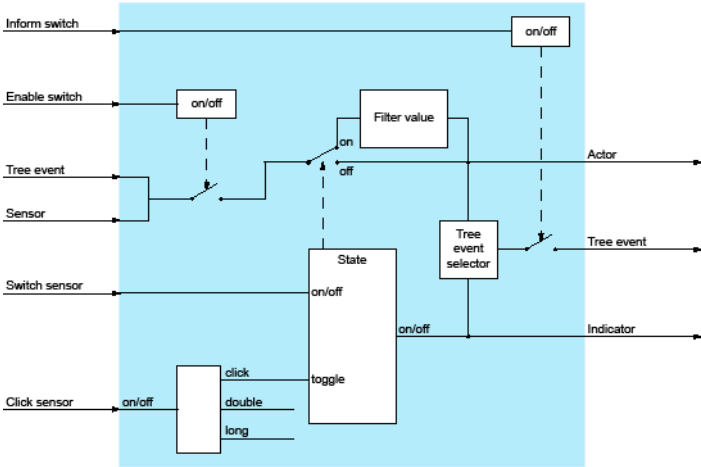 Inform switch
on/off
Enable switch
on/off
Filter value
on
Actor
Tree event
off
Sensor
Tree
event
selector
Tree event
State
Switch sensor
on/off
on/off
Indicator
click
toggle
Click sensor
on/off
double
long